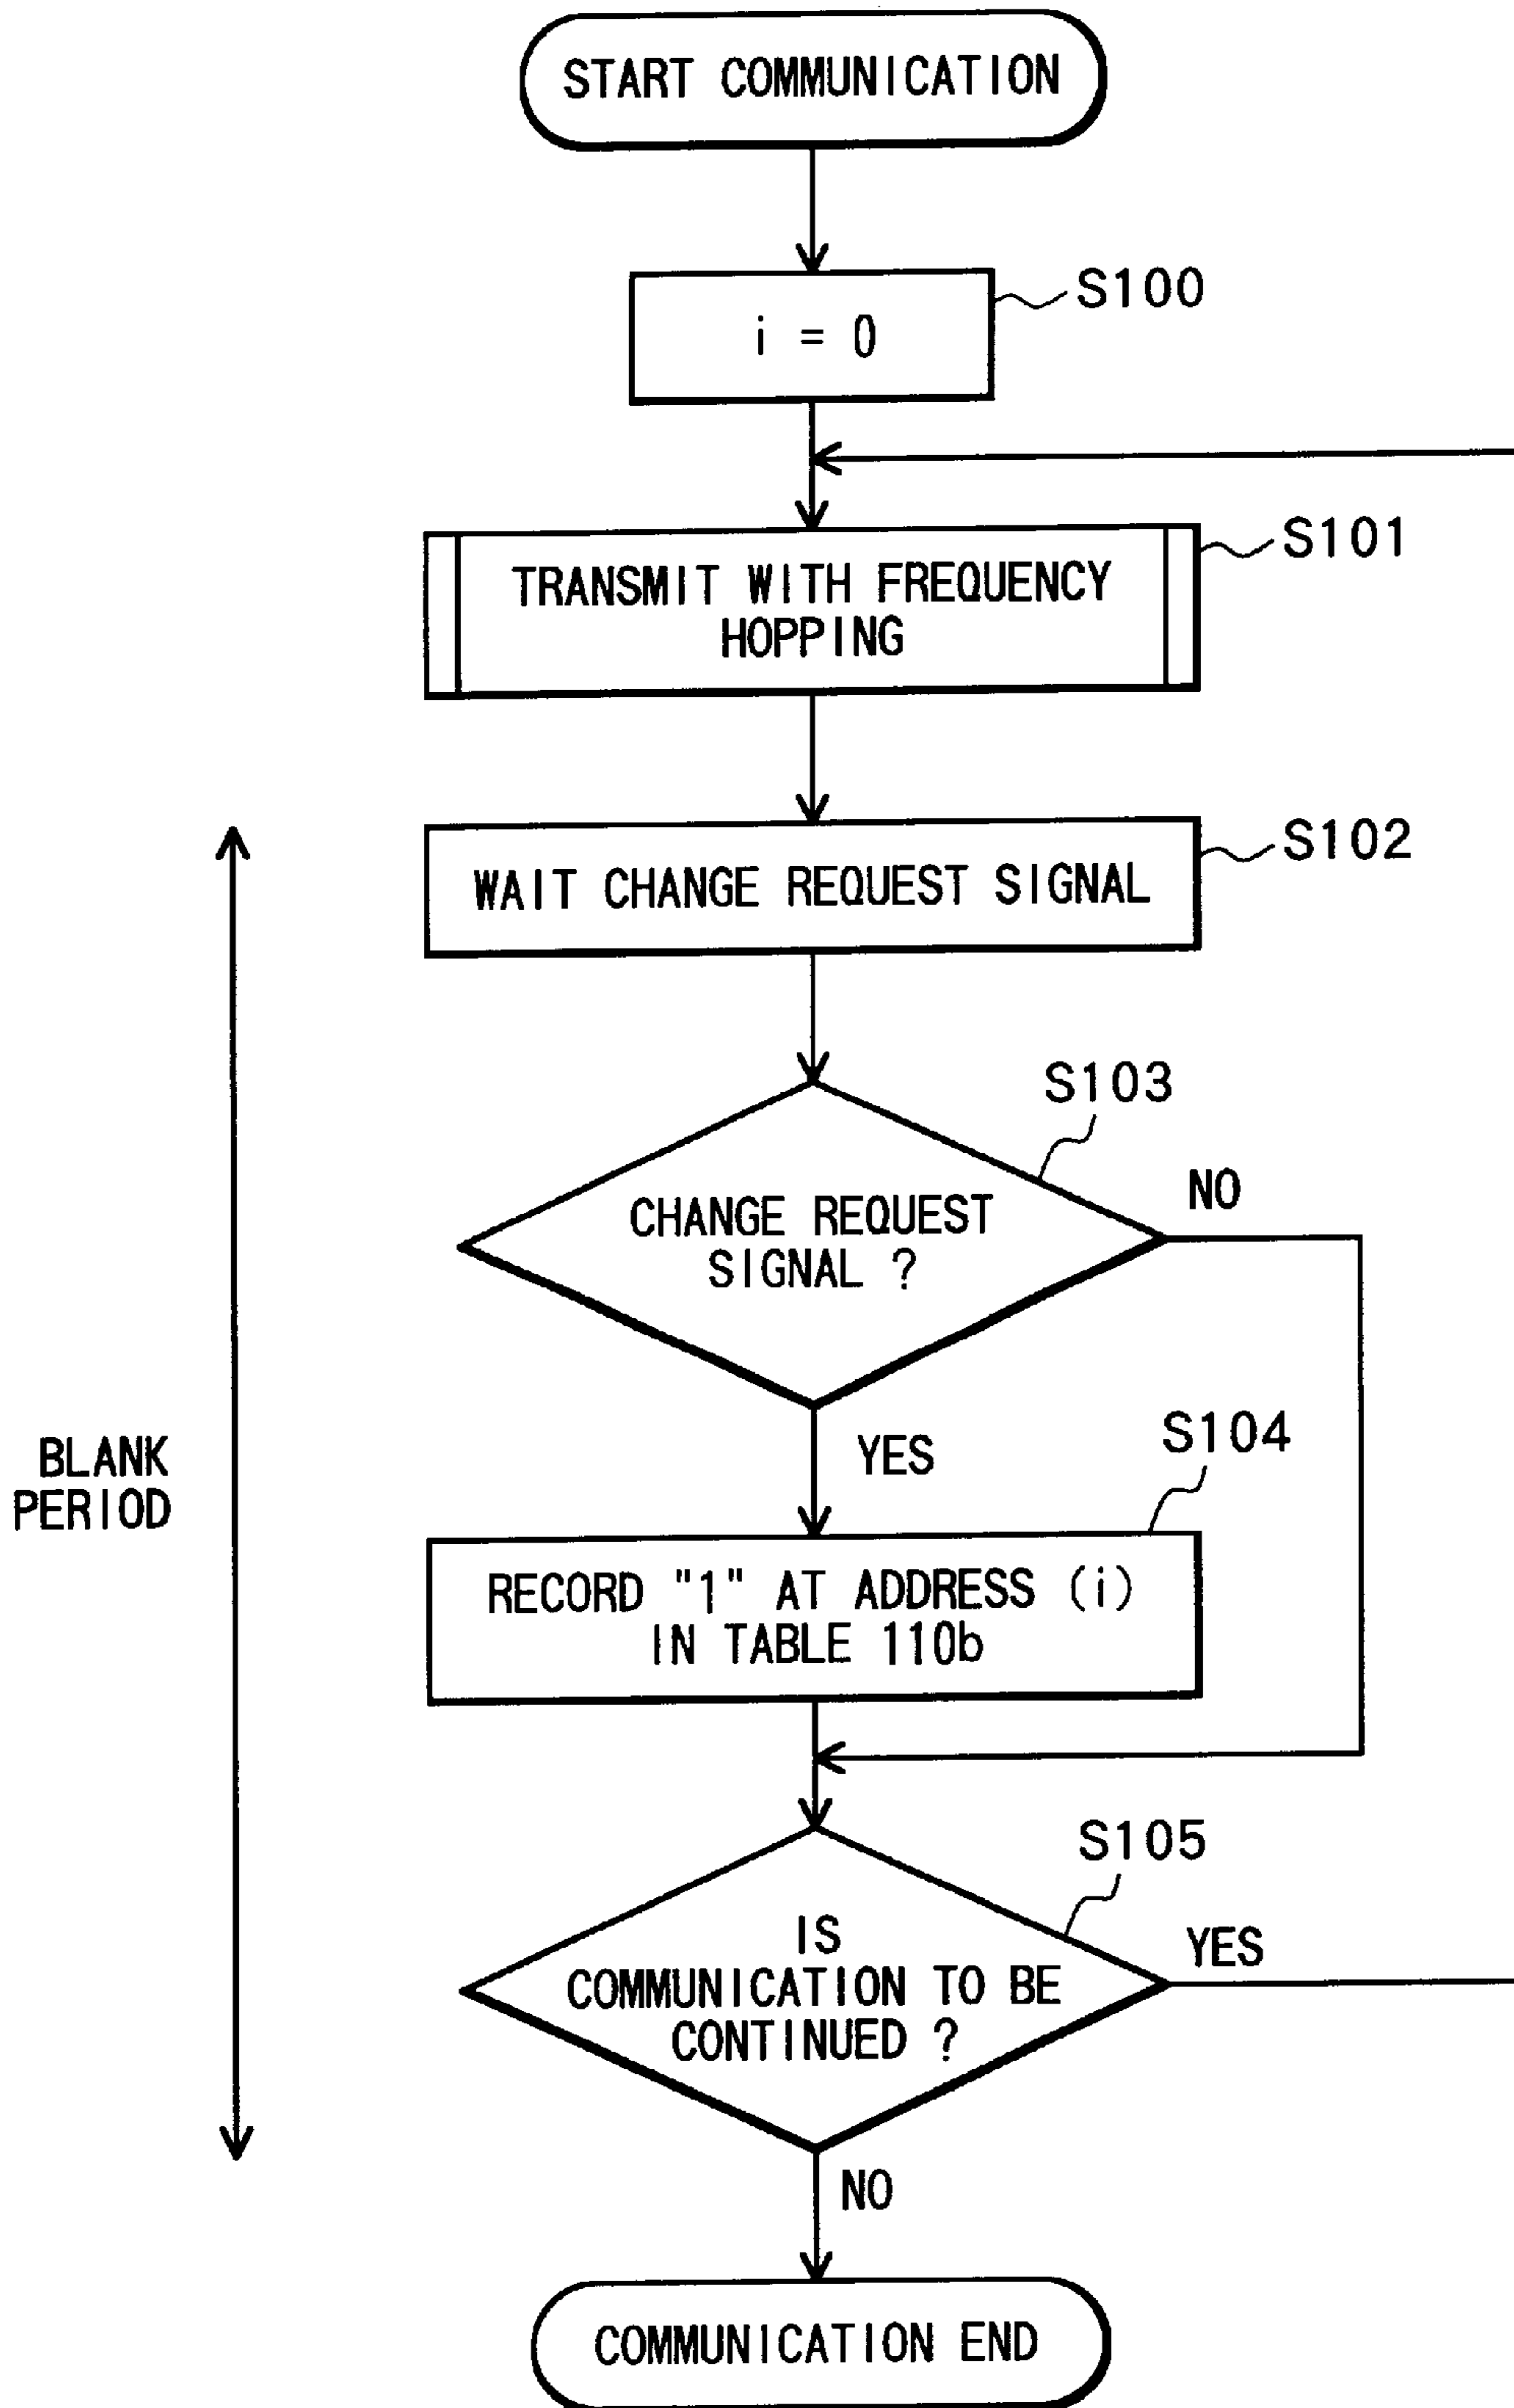 START COMMUNICATION
i = 0
S100
TRANSMIT WITH FREQUENCY
HOPPING
S101
WAIT CHANGE REQUEST SIGNAL
S102
S103
CHANGE REQUEST
SIGNAL ?
NO
YES
S104
BLANK
PERIOD
RECORD "1" AT ADDRESS (i)
IN TABLE 110b
S105
IS
COMMUNICATION TO BE
CONTINUED ?
YES
NO
COMMUNICATION END